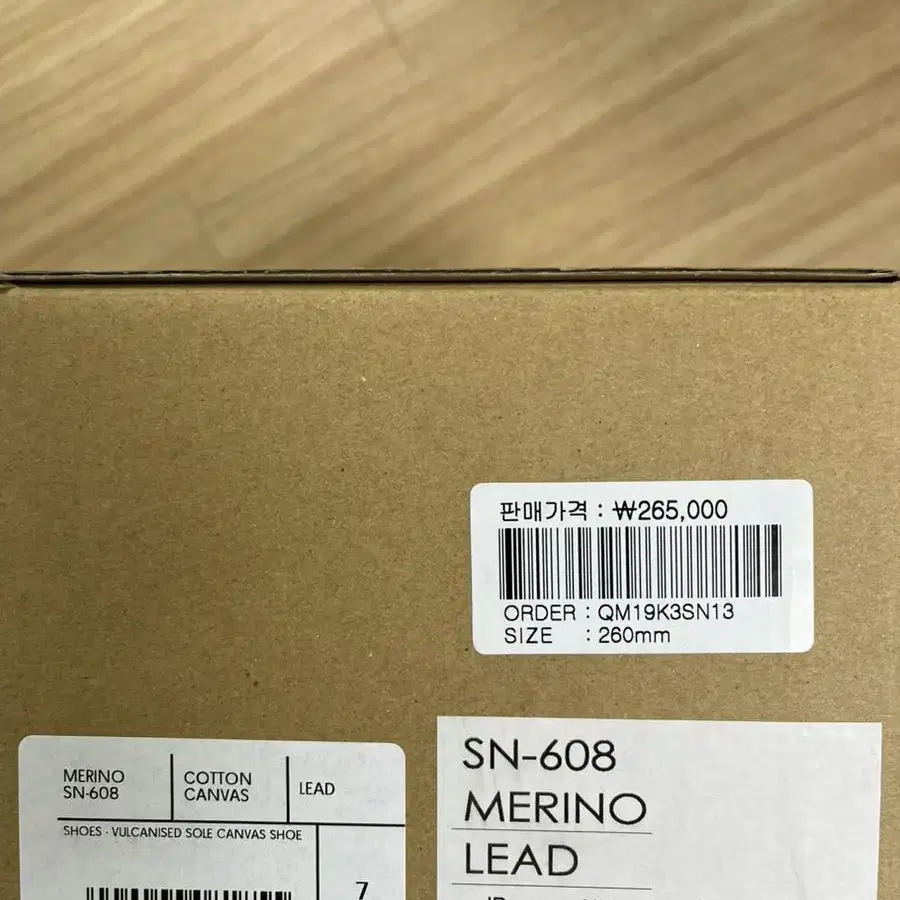 판매가격 : ₩265,000
ORDER : QM19K3SN13
SIZE : 260mm
MERINO
SN-608
COTTON
CANVAS
LEAD
SHOES · VULCANISED SOLE CANVAS SHOE
7
SN-608
MERINO
LEAD